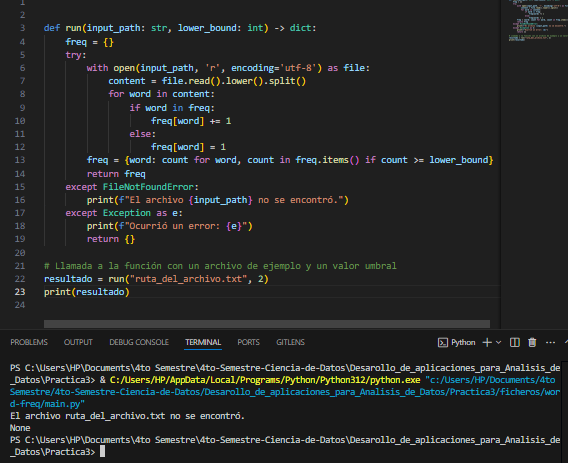 1
2
3 def run(input_path: str, lower_bound: int) -> dict:
4 freq = {}
5 try:
6 with open(input_path, 'r', encoding='utf-8') as file:
7 content = file.read().lower().split()
8 for word in content:
9 if word in freq:
10 freq[word] += 1
11 else:
12 freq[word] = 1
13 freq = {word: count for word, count in freq.items() if count >= lower_bound}
14 return freq
15 except FileNotFoundError:
16 print(f"El archivo {input_path} no se encontró.")
17 except Exception as e:
18 print(f"Ocurrió un error: {e}")
19 return {}
20
21 # Llamada a la función con un archivo de ejemplo y un valor umbral
22 resultado = run("ruta_del_archivo.txt", 2)
23 print(resultado)
24
PROBLEMS OUTPUT DEBUG CONSOLE TERMINAL PORTS GITLENS Python
PS C:\Users\HP\Documents\4to Semestre\4to-Semestre-Ciencia-de-Datos\Desarollo_de_aplicaciones_para_Analisis_de
_Datos\Practica3> & C:/Users/HP/AppData/Local/Programs/Python/Python312/python.exe "c:/Users/HP/Documents/4to
Semestre/4to-Semestre-Ciencia-de-Datos/Desarollo_de_aplicaciones_para_Analisis_de_Datos/Practica3/ficheros/wor
d-freq/main.py"
El archivo ruta_del_archivo.txt no se encontró.
None
PS C:\Users\HP\Documents\4to Semestre\4to-Semestre-Ciencia-de-Datos\Desarollo_de_aplicaciones_para_Analisis_de
_Datos\Practica3>